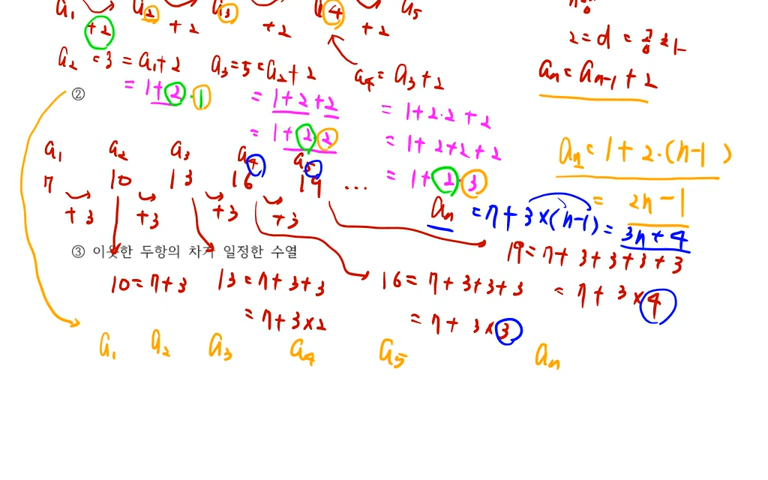 a₁ a₂ a₃ a₄ a₅
+2 +2 +2 +2
2 = d = 공차
a₂ = 3 = a₁+2 a₃ = 5 = a₂+2 a₄ = a₃+2 aₙ = aₙ₋₁+2
② = 1+2·1 = 1+2+2 = 1+2·2+2
= 1+2·2 = 1+2+2+2 aₙ = 1+2·(n-1)
= 1+2·3 = 2n-1
a₁ a₂ a₃ a₄ a₅
7 10 13 16 19 ...
+3 +3 +3 +3
aₙ = 7+3×(n-1) = 3n+4
③ 이웃한 두항의 차가 일정한 수열
19 = 7+3+3+3+3
10 = 7+3 13 = 7+3+3 16 = 7+3+3+3 = 7+3×4
= 7+3×2 = 7+3×3
a₁ a₂ a₃ a₄ a₅ aₙ